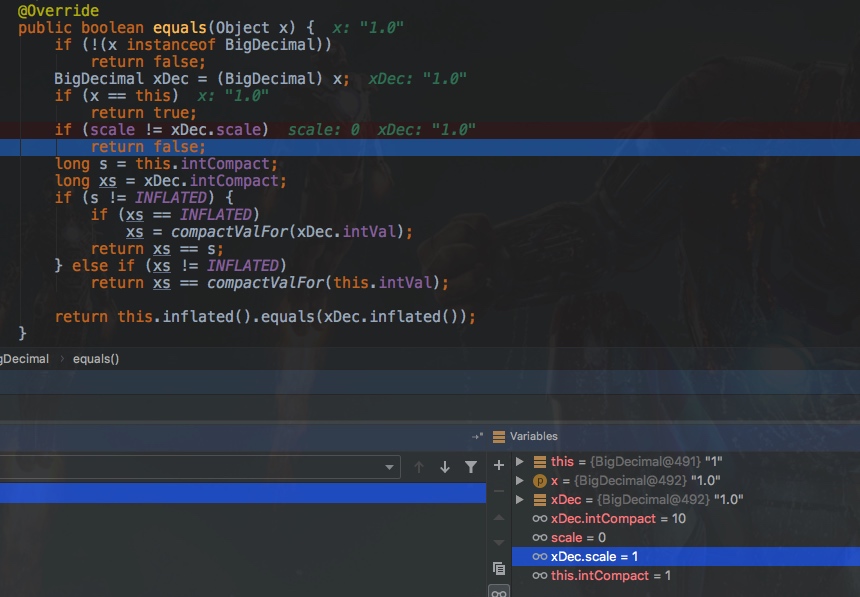 @Override
public boolean equals(Object x) {  x: "1.0"
    if (!(x instanceof BigDecimal))
        return false;
    BigDecimal xDec = (BigDecimal) x;  xDec: "1.0"
    if (x == this)  x: "1.0"
        return true;
    if (scale != xDec.scale)  scale: 0  xDec: "1.0"
        return false;
    long s = this.intCompact;
    long xs = xDec.intCompact;
    if (s != INFLATED) {
        if (xs == INFLATED)
            xs = compactValFor(xDec.intVal);
        return xs == s;
    } else if (xs != INFLATED)
        return xs == compactValFor(this.intVal);

    return this.inflated().equals(xDec.inflated());
}
gDecimal › equals()
Variables
this = {BigDecimal@491} "1"
p x = {BigDecimal@492} "1.0"
xDec = {BigDecimal@492} "1.0"
xDec.intCompact = 10
scale = 0
xDec.scale = 1
this.intCompact = 1